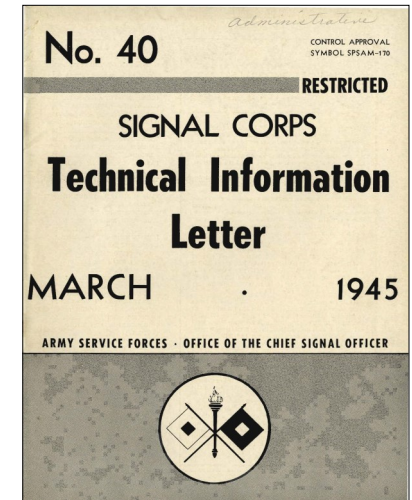 administrative
No. 40
CONTROL APPROVAL
SYMBOL SPSAM-170
RESTRICTED
SIGNAL CORPS
Technical Information
Letter
MARCH · 1945
ARMY SERVICE FORCES · OFFICE OF THE CHIEF SIGNAL OFFICER